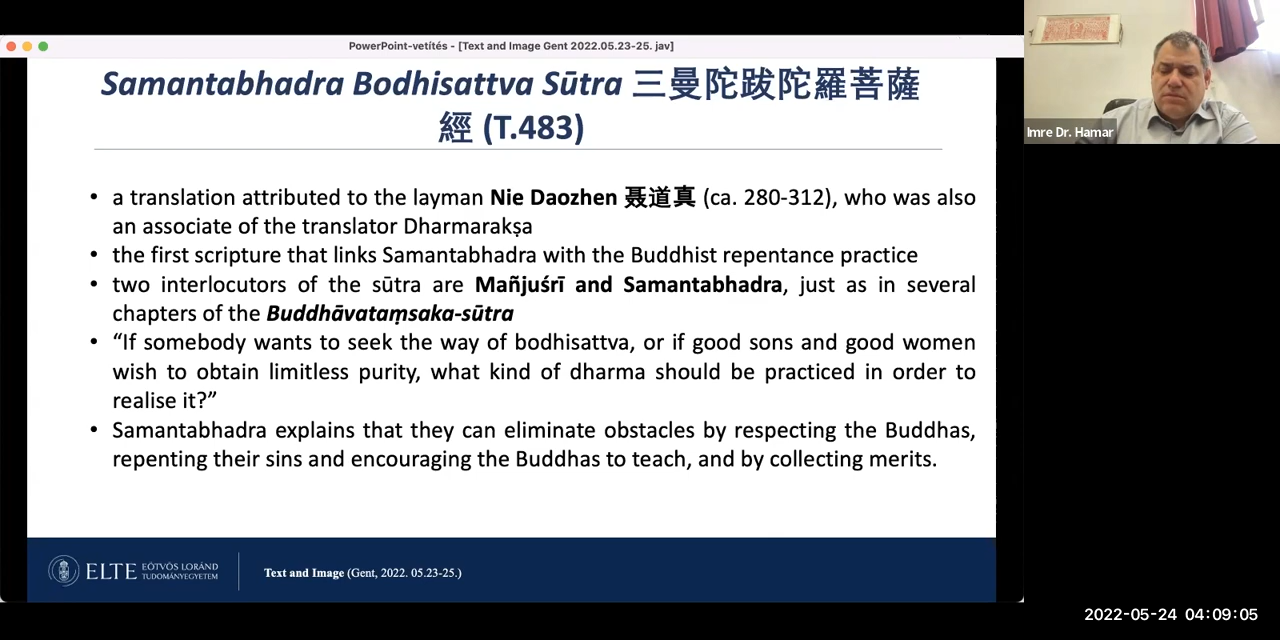 PowerPoint-vetítés - [Text and Image Gent 2022.05.23-25. jav]
Samantabhadra Bodhisattva Sūtra 三曼陀跋陀羅菩薩
經 (T.483)
• a translation attributed to the layman Nie Daozhen 聶道真 (ca. 280-312), who was also
an associate of the translator Dharmarakṣa
• the first scripture that links Samantabhadra with the Buddhist repentance practice
• two interlocutors of the sūtra are Mañjuśrī and Samantabhadra, just as in several
chapters of the Buddhāvataṃsaka-sūtra
• “If somebody wants to seek the way of bodhisattva, or if good sons and good women
wish to obtain limitless purity, what kind of dharma should be practiced in order to
realise it?”
• Samantabhadra explains that they can eliminate obstacles by respecting the Buddhas,
repenting their sins and encouraging the Buddhas to teach, and by collecting merits.
ELTE EÖTVÖS LORÁND
TUDOMÁNYEGYETEM
Text and Image (Gent, 2022. 05.23-25.)
Imre Dr. Hamar
2022-05-24 04:09:05